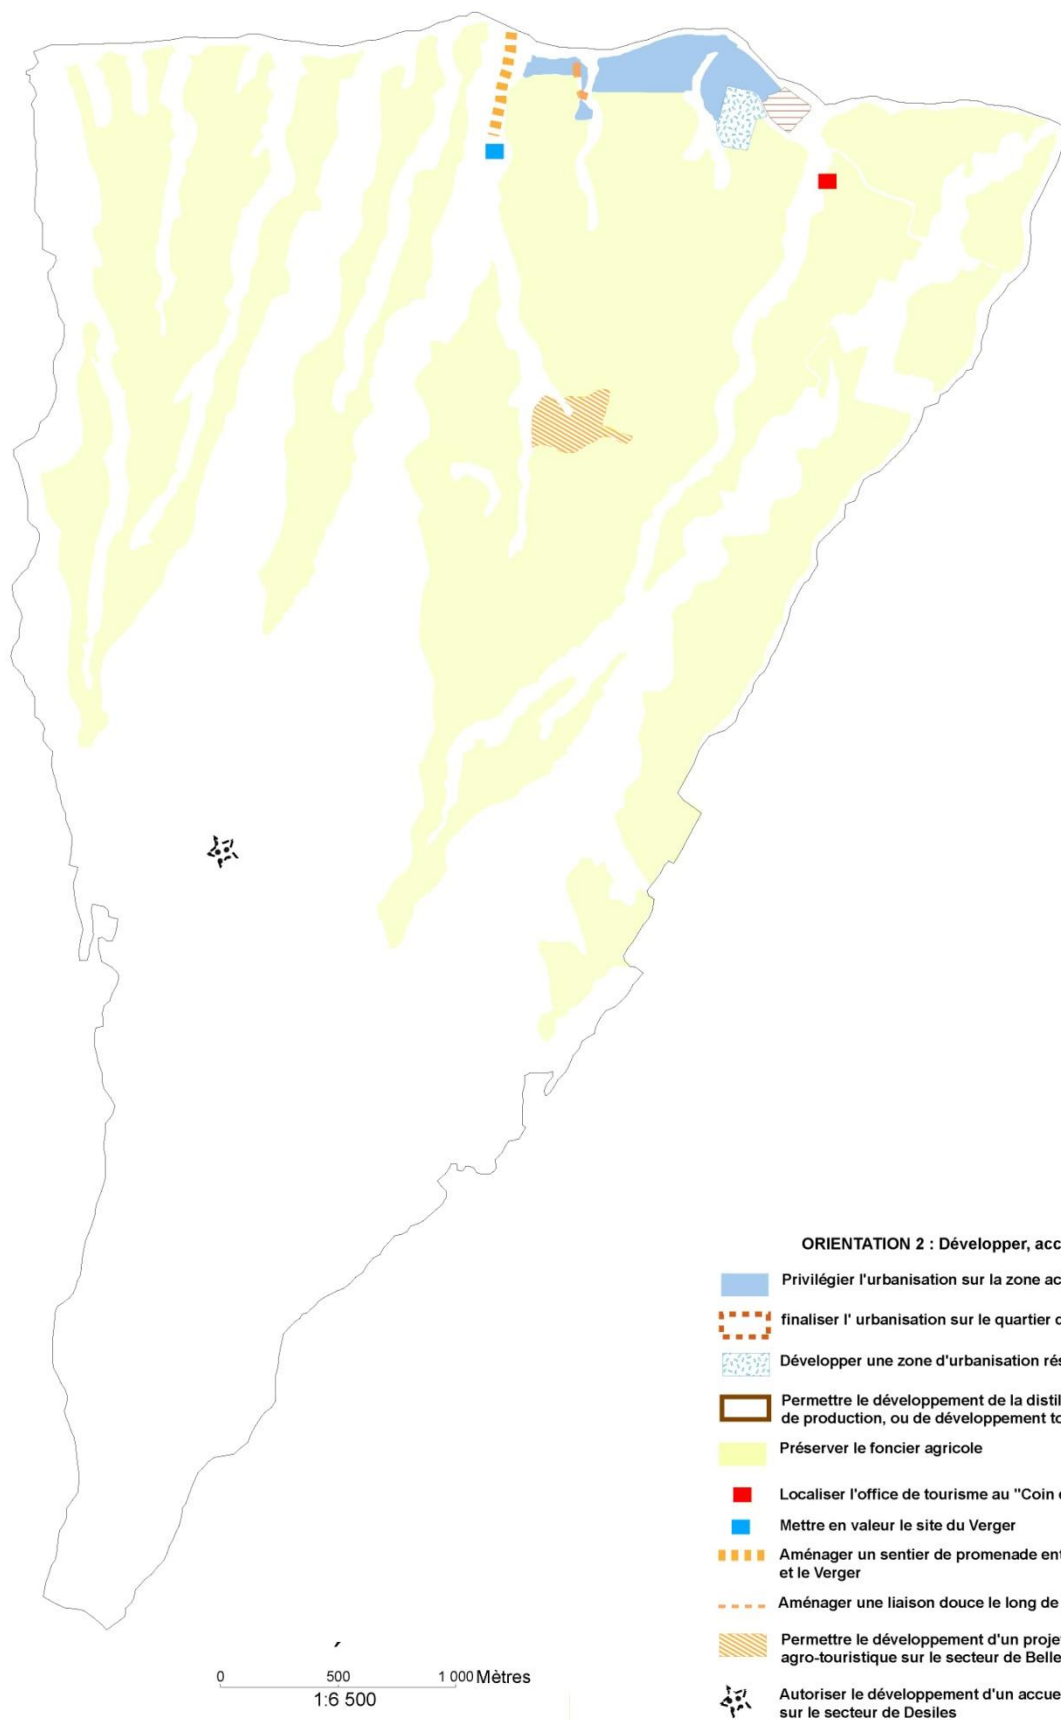 ORIENTATION 2 : Développer, acc
Privilégier l'urbanisation sur la zone ac
finaliser l' urbanisation sur le quartier d
Développer une zone d'urbanisation rés
Permettre le développement de la distil
de production, ou de développement to
Préserver le foncier agricole
Localiser l'office de tourisme au "Coin
Mettre en valeur le site du Verger
Aménager un sentier de promenade ent
et le Verger
Aménager une liaison douce le long de
Permettre le développement d'un proje
agro-touristique sur le secteur de Belle
Autoriser le développement d'un accue
sur le secteur de Desiles
0 500 1 000 Mètres
1:6 500